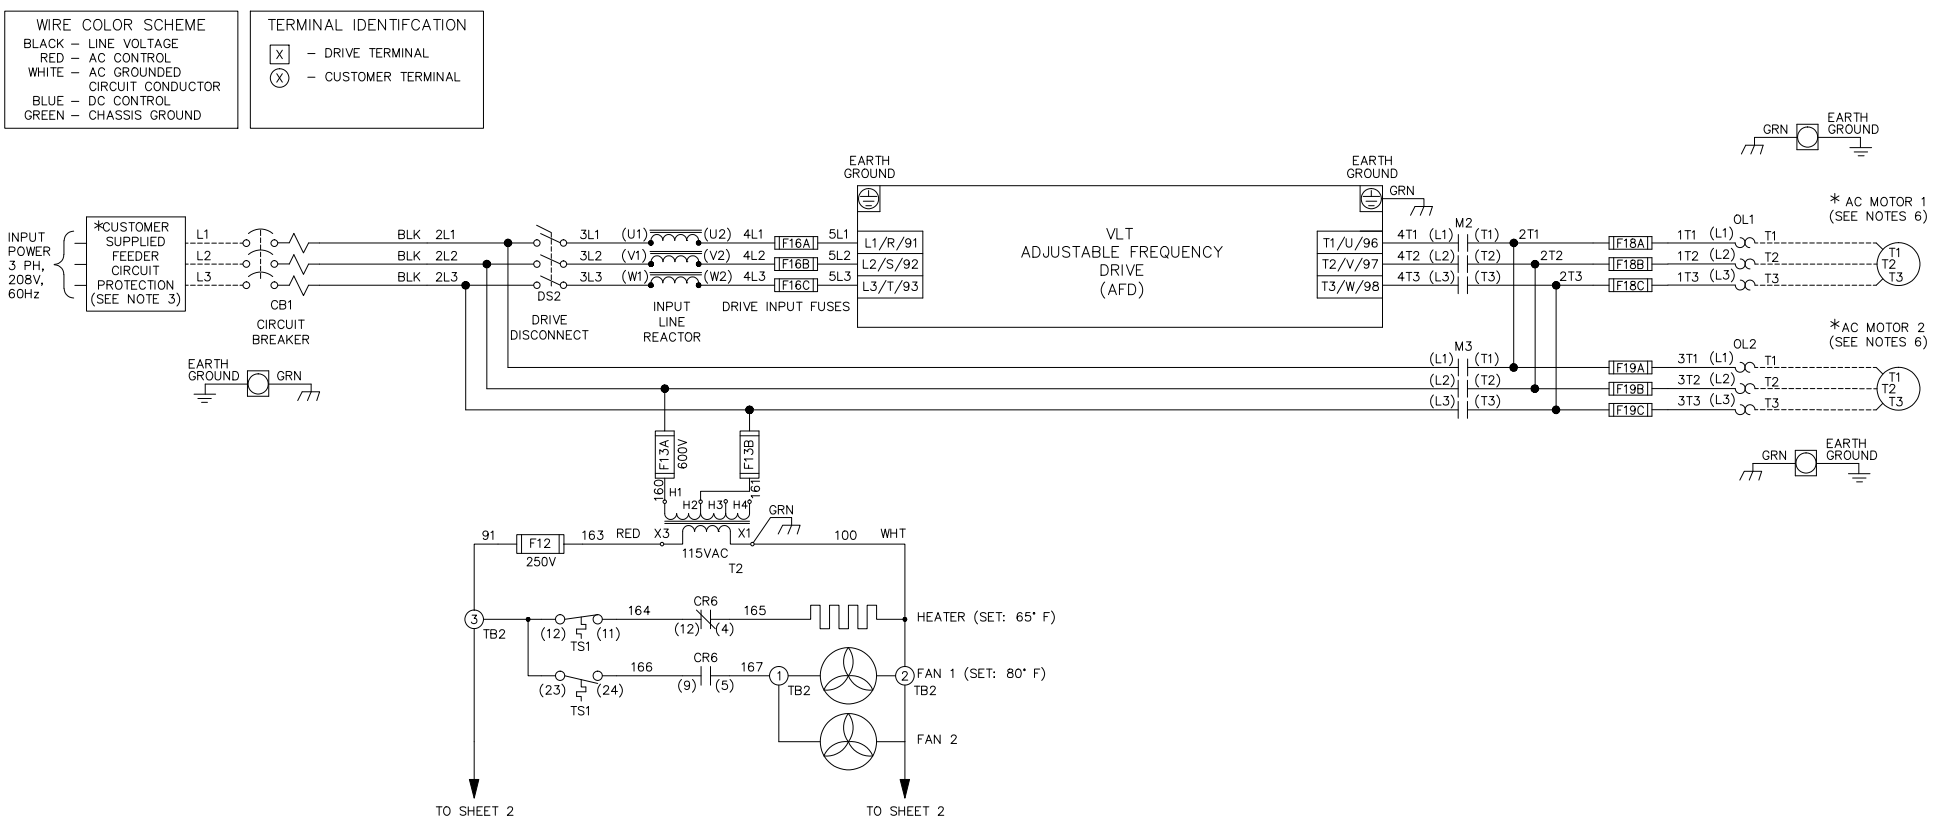 WIRE COLOR SCHEME
BLACK – LINE VOLTAGE
RED – AC CONTROL
WHITE – AC GROUNDED
CIRCUIT CONDUCTOR
BLUE – DC CONTROL
GREEN – CHASSIS GROUND
TERMINAL IDENTIFCATION
X – DRIVE TERMINAL
X – CUSTOMER TERMINAL
GRN
EARTH
GROUND
INPUT
POWER
3 PH,
208V,
60Hz
*CUSTOMER
SUPPLIED
FEEDER
CIRCUIT
PROTECTION
(SEE NOTE 3)
L1
L2
L3
CB1
CIRCUIT
BREAKER
BLK 2L1
BLK 2L2
BLK 2L3
DS2
DRIVE
DISCONNECT
3L1 (U1) (U2) 4L1 F16A 5L1
3L2 (V1) (V2) 4L2 F16B 5L2
3L3 (W1) (W2) 4L3 F16C 5L3
INPUT
LINE
REACTOR
DRIVE INPUT FUSES
EARTH
GROUND
L1/R/91
L2/S/92
L3/T/93
VLT
ADJUSTABLE FREQUENCY
DRIVE
(AFD)
EARTH
GROUND
GRN
T1/U/96
T2/V/97
T3/W/98
M2
4T1 (L1) (T1) 2T1 F18A 1T1 (L1) T1
4T2 (L2) (T2) 2T2 F18B 1T2 (L2) T2
4T3 (L3) (T3) 2T3 F18C 1T3 (L3) T3
OL1
* AC MOTOR 1
(SEE NOTES 6)
T1
T2
T3
EARTH
GROUND
GRN
M3
(L1) (T1) F19A 3T1 (L1) T1
(L2) (T2) F19B 3T2 (L2) T2
(L3) (T3) F19C 3T3 (L3) T3
OL2
*AC MOTOR 2
(SEE NOTES 6)
T1
T2
T3
GRN
EARTH
GROUND
F13A
600V
F13B
160
H1
H2
H3
H4
161
GRN
91 F12 163 RED X3 X1 100 WHT
250V
115VAC
T2
3
TB2
(12) (11)
TS1
164
CR6
(12) (4)
165
HEATER (SET: 65° F)
(23) (24)
TS1
166
CR6
(9) (5)
167
1
TB2
2
TB2
FAN 1 (SET: 80° F)
FAN 2
TO SHEET 2
TO SHEET 2